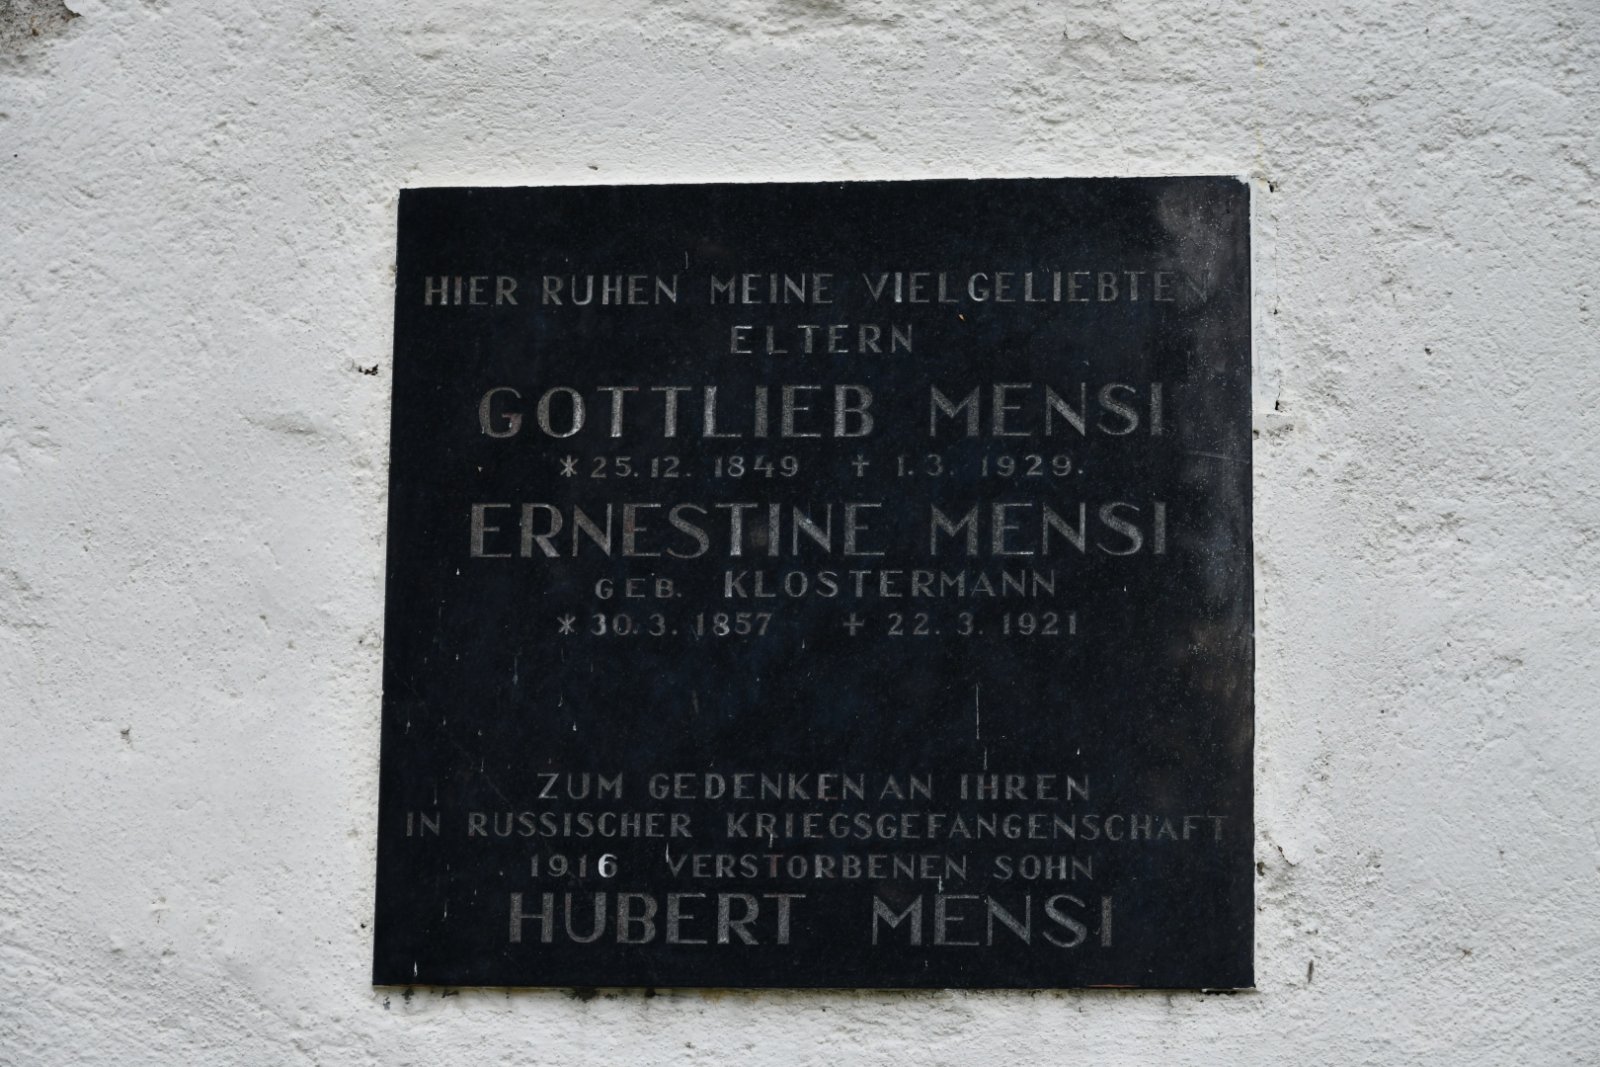 HIER RUHEN MEINE VIELGELIEBTEN
ELTERN
GOTTLIEB MENSI
*25.12. 1849 † 1.3. 1929.
ERNESTINE MENSI
GEB. KLOSTERMANN
*30.3. 1857 † 22.3. 1921
ZUM GEDENKEN AN IHREN
IN RUSSISCHER KRIEGSGEFANGENSCHAFT
1916 VERSTORBENEN SOHN
HUBERT MENSI